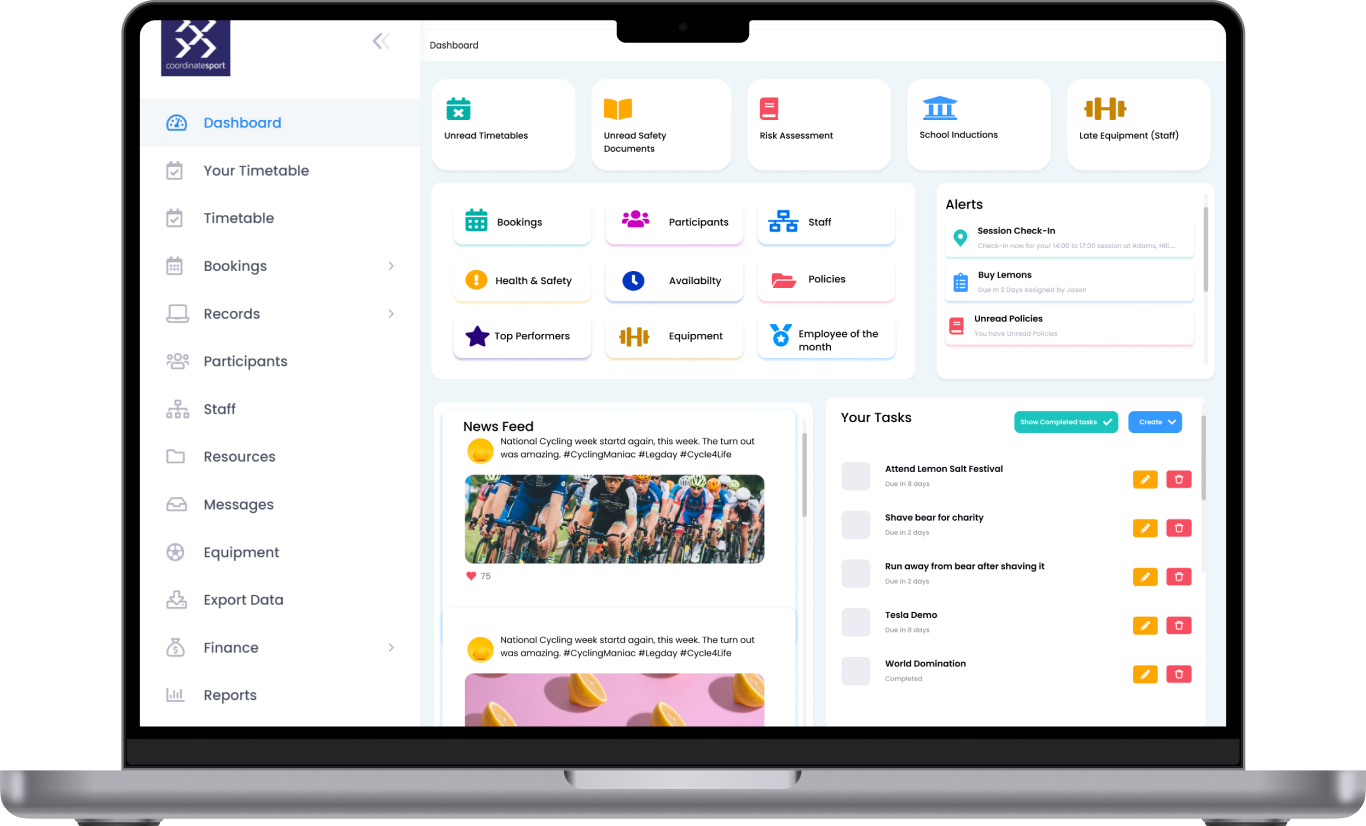 coordinatesport
Dashboard
Your Timetable
Timetable
Bookings
Records
Participants
Staff
Resources
Messages
Equipment
Export Data
Finance
Reports
Dashboard
Unread Timetables
Unread Safety
Documents
Risk Assessment
School Inductions
Late Equipment (Staff)
Bookings
Participants
Staff
Health & Safety
Availabilty
Policies
Top Performers
Equipment
Employee of the
month
Alerts
Session Check-In
Check-In now for your 14:00 to 17:00 session at Adams, Hill....
Buy Lemons
Due in 2 Days Assigned by Jason
Unread Policies
You have Unread Policies
News Feed
National Cycling week startd again, this week. The turn out
was amazing. #CyclingManiac #Legday #Cycle4Life
75
National Cycling week startd again, this week. The turn out
was amazing. #CyclingManiac #Legday #Cycle4Life
Your Tasks
Show Completed tasks
Create
Attend Lemon Salt Festival
Due in 8 days
Shave bear for charity
Due in 2 days
Run away from bear after shaving it
Due in 2 days
Tesla Demo
Due in 8 days
World Domination
Completed